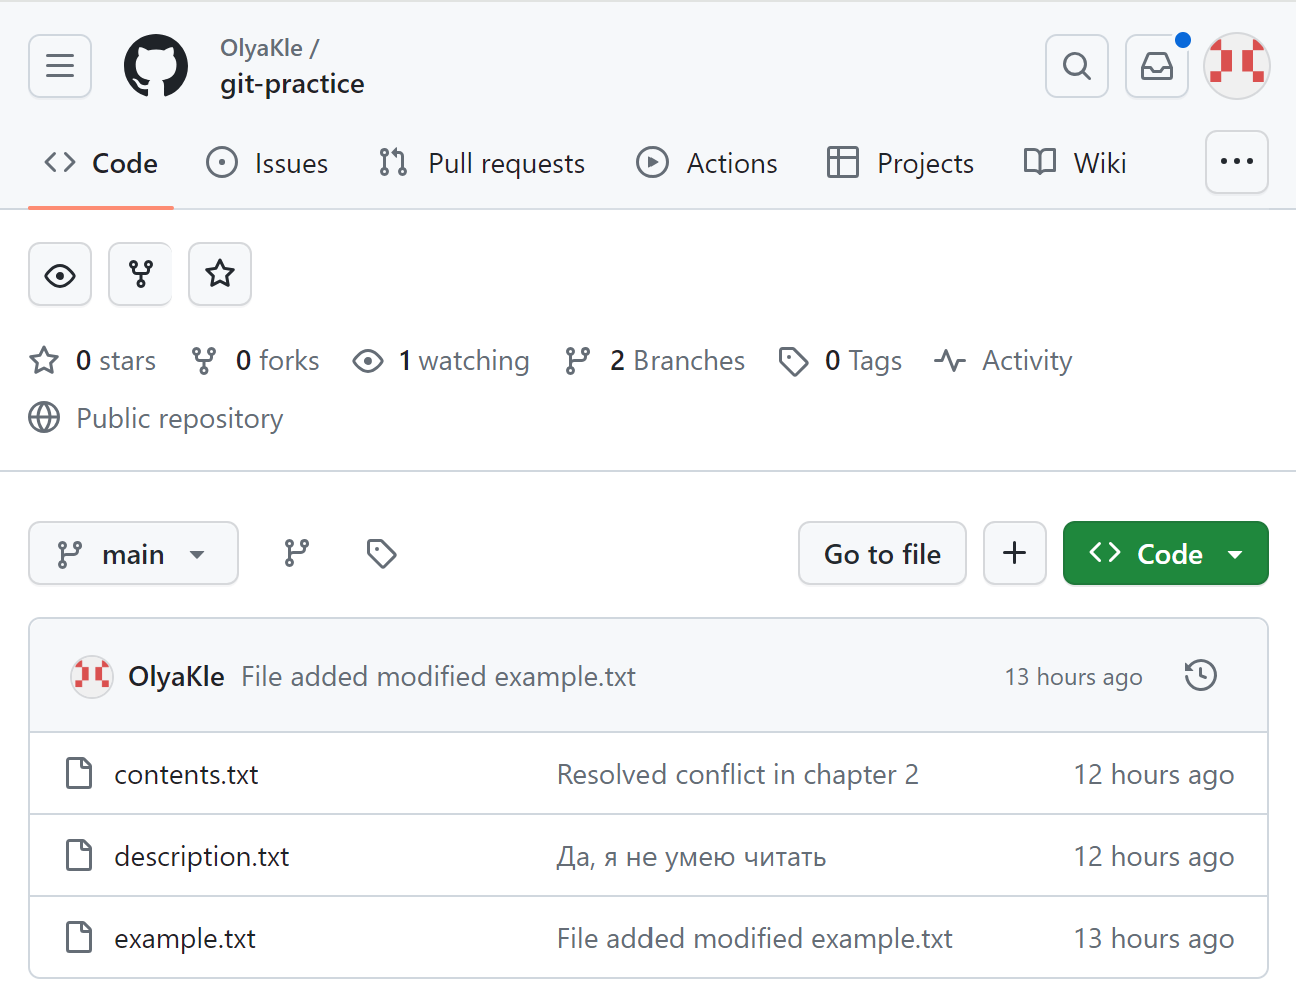 OlyaKle /
git-practice
Code Issues Pull requests Actions Projects Wiki
0 stars 0 forks 1 watching 2 Branches 0 Tags Activity
Public repository
main Go to file Code
OlyaKle File added modified example.txt 13 hours ago
contents.txt Resolved conflict in chapter 2 12 hours ago
description.txt Да, я не умею читать 12 hours ago
example.txt File added modified example.txt 13 hours ago